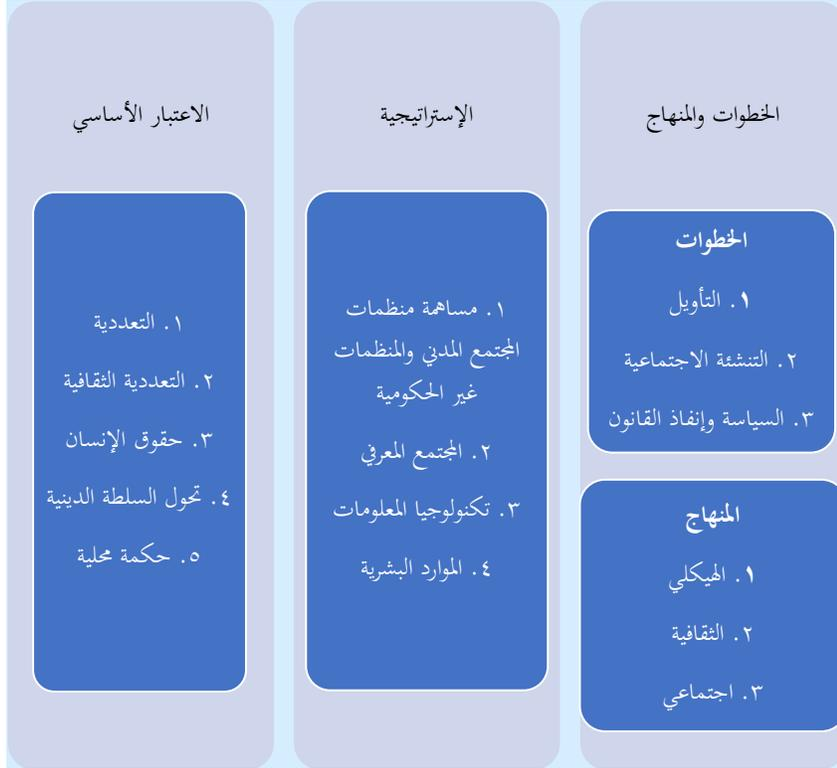 الخطوات والمنهاج
الخطوات
١. التأويل
٢. التنشئة الاجتماعية
٣. السياسة وإنفاذ القانون
المنهاج
١. الهيكلي
٢. الثقافية
٣. اجتماعي
الإستراتيجية
١. مساهمة منظمات
المجتمع المدني والمنظمات
غير الحكومية
٢. المجتمع المعرفي
٣. تكنولوجيا المعلومات
٤. الموارد البشرية
الاعتبار الأساسي
١. التعددية
٢. التعددية الثقافية
٣. حقوق الإنسان
٤. تحول السلطة الدينية
٥. حكمة محلية